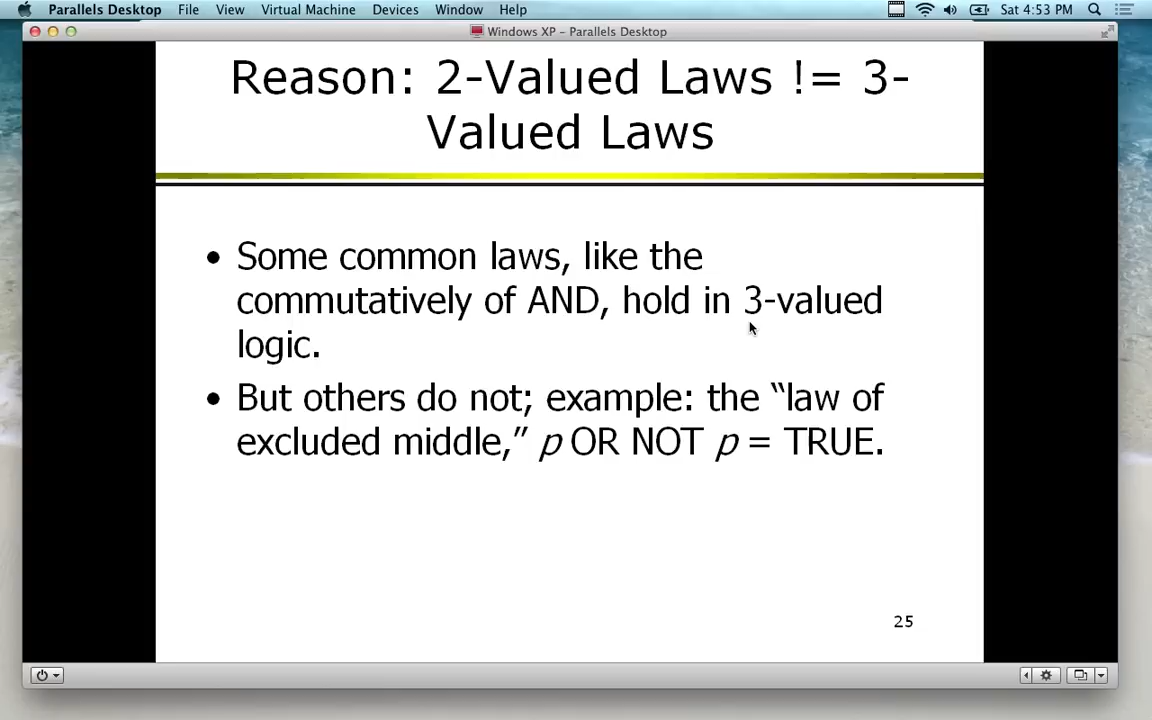 Parallels Desktop File View Virtual Machine Devices Window Help Sat 4:53 PM
Windows XP - Parallels Desktop
Reason: 2-Valued Laws != 3-
Valued Laws
• Some common laws, like the
commutatively of AND, hold in 3-valued
logic.
• But others do not; example: the “law of
excluded middle,” p OR NOT p = TRUE.
25